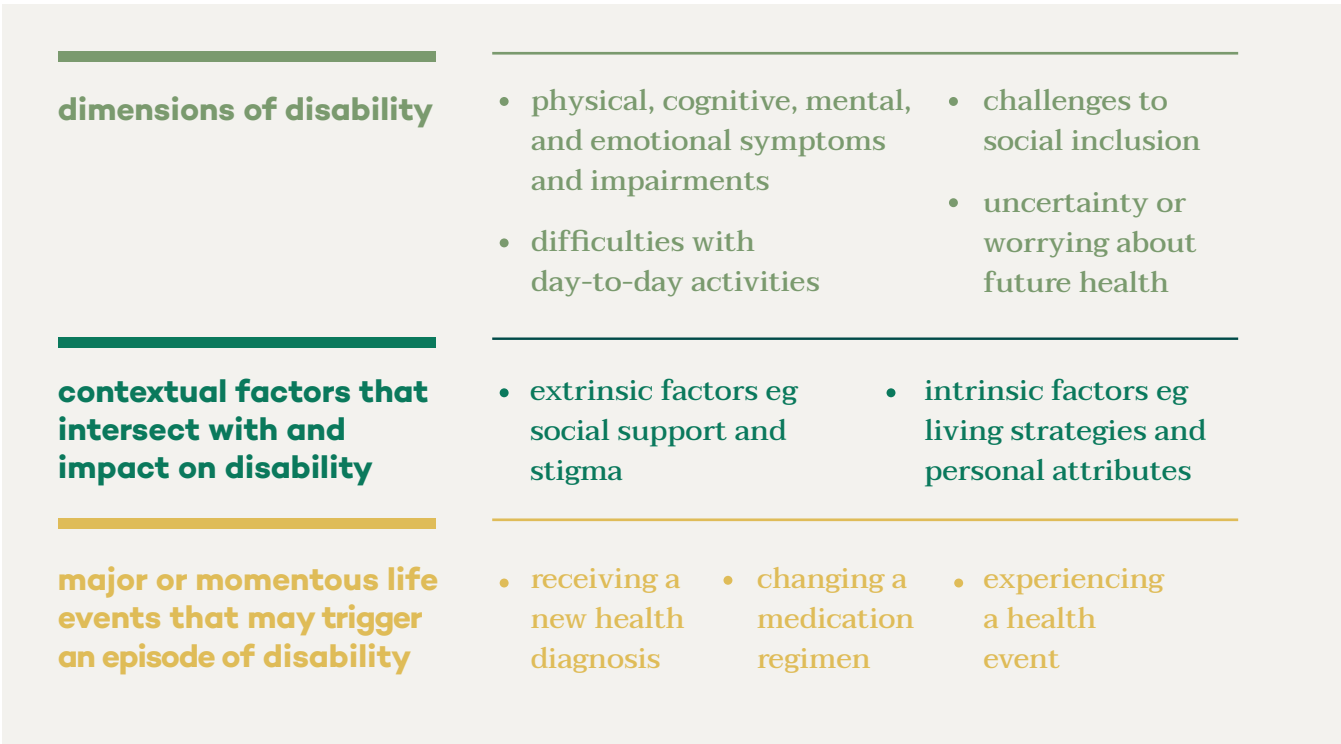 dimensions of disability
• physical, cognitive, mental,
and emotional symptoms
and impairments
• difficulties with
day-to-day activities
• challenges to
social inclusion
• uncertainty or
worrying about
future health
contextual factors that
intersect with and
impact on disability
• extrinsic factors eg
social support and
stigma
• intrinsic factors eg
living strategies and
personal attributes
major or momentous life
events that may trigger
an episode of disability
• receiving a
new health
diagnosis
• changing a
medication
regimen
• experiencing
a health
event